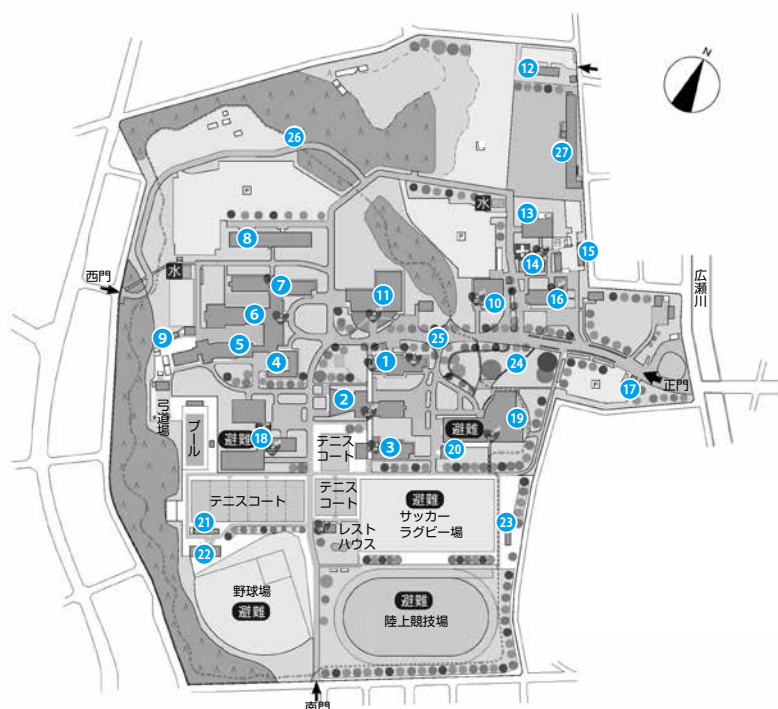 N
12
26
27
水
13
8
P
P
15
14
西門
水
7
広瀬川
11
10
16
6
9
5
25
1
24
4
正門
P
17
2
19
弓道場
プール
避難
18
避難
テニス
コート
3
20
テニスコート
テニス
コート
避難
サッカー
ラグビー場
21
レスト
ハウス
23
22
野球場
避難
避難
陸上競技場
南門